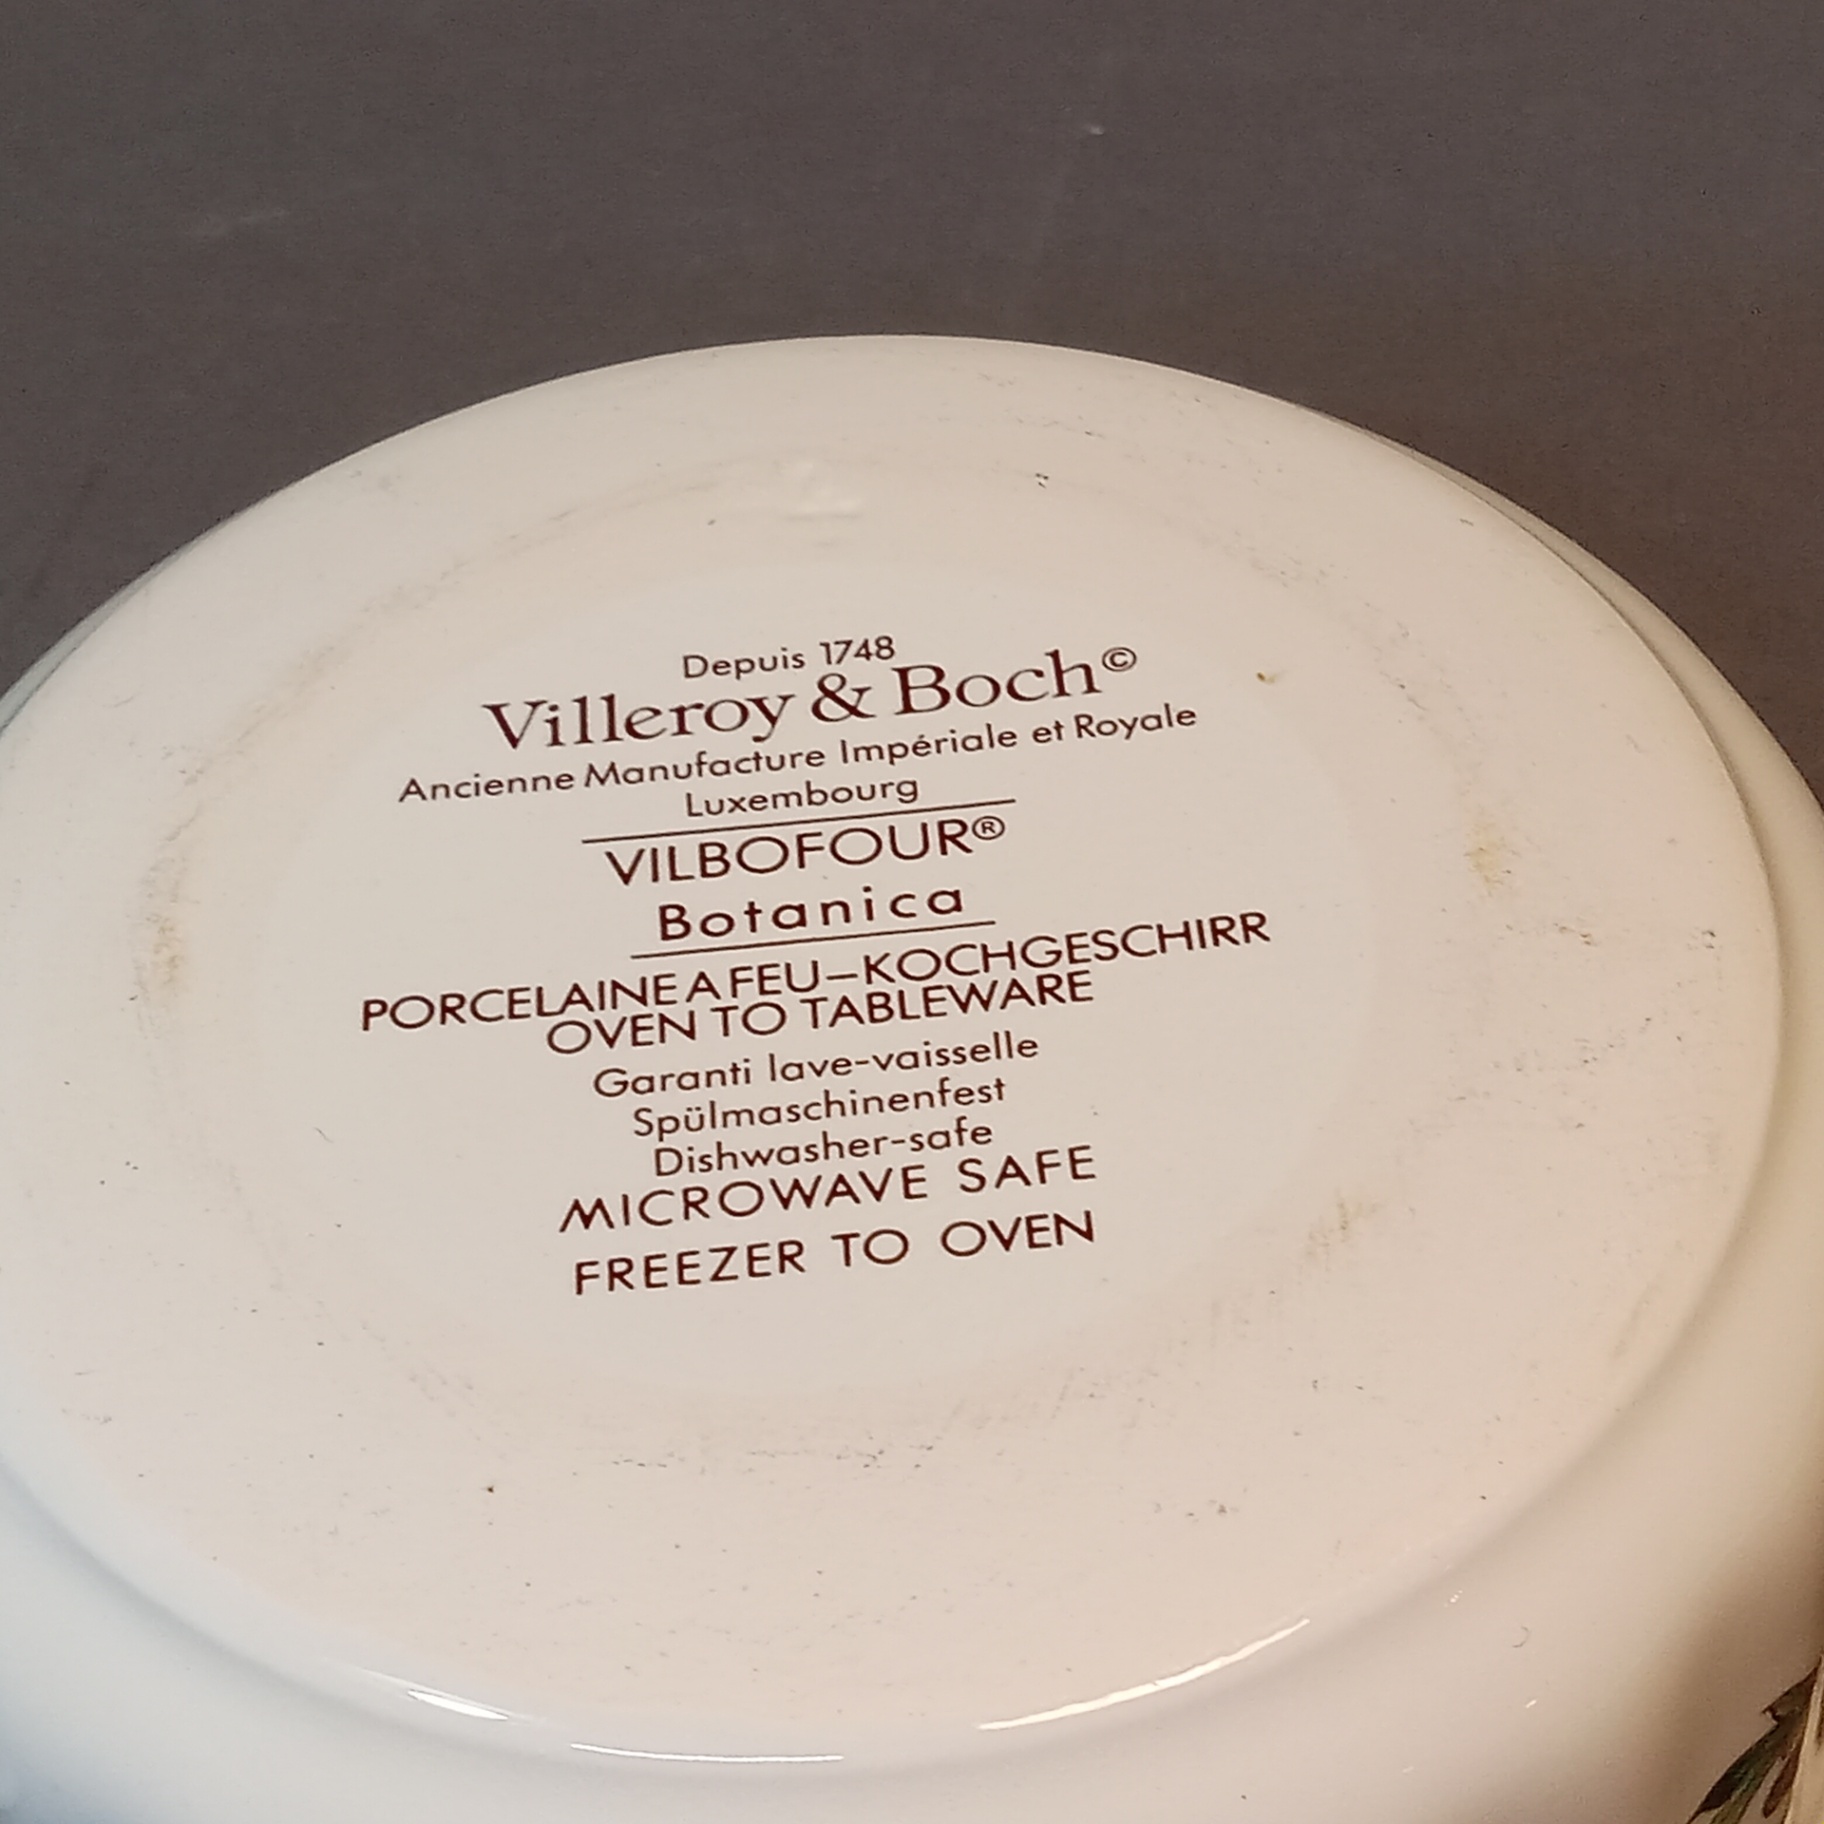 Depuis 1748
Villeroy & Boch©
Ancienne Manufacture Impériale et Royale
Luxembourg
VILBOFOUR®
Botanica
PORCELAINE A FEU–KOCHGESCHIRR
OVEN TO TABLEWARE
Garanti lave-vaisselle
Spülmaschinenfest
Dishwasher-safe
MICROWAVE SAFE
FREEZER TO OVEN